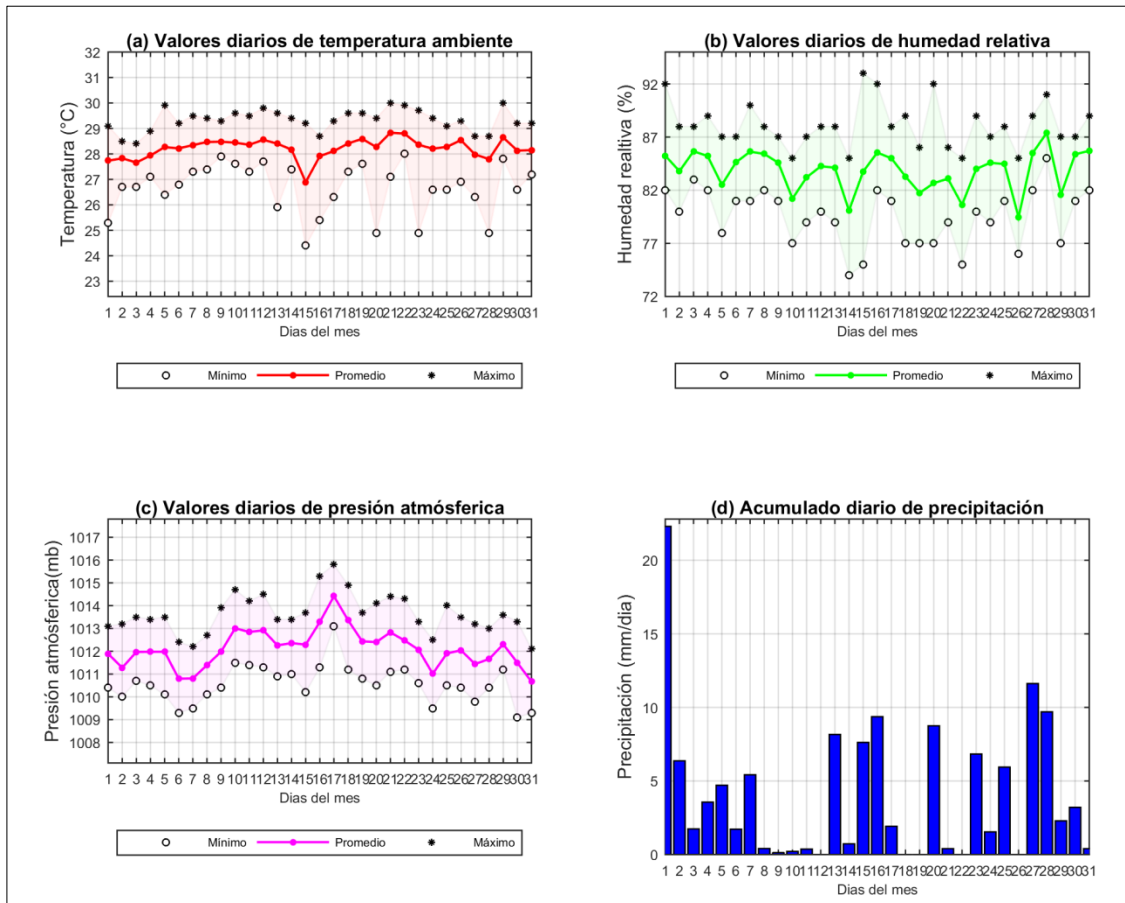 (a) Valores diarios de temperatura ambiente
Temperatura (°C)
32
31
30
29
28
27
26
25
24
23
1 2 3 4 5 6 7 8 9 10 11 12 13 14 15 16 17 18 19 20 21 22 23 24 25 26 27 28 29 30 31
Dias del mes
Mínimo Promedio Máximo
(b) Valores diarios de humedad relativa
Humedad realtiva (%)
92
87
82
77
72
1 2 3 4 5 6 7 8 9 10 11 12 13 14 15 16 17 18 19 20 21 22 23 24 25 26 27 28 29 30 31
Dias del mes
Mínimo Promedio Máximo
(c) Valores diarios de presión atmósferica
Presión atmósferica(mb)
1017
1016
1015
1014
1013
1012
1011
1010
1009
1008
1 2 3 4 5 6 7 8 9 10 11 12 13 14 15 16 17 18 19 20 21 22 23 24 25 26 27 28 29 30 31
Dias del mes
Mínimo Promedio Máximo
(d) Acumulado diario de precipitación
Precipitación (mm/dia)
20
15
10
5
0
1 2 3 4 5 6 7 8 9 10 11 12 13 14 15 16 17 18 19 20 21 22 23 24 25 26 27 28 29 30 31
Dias del mes